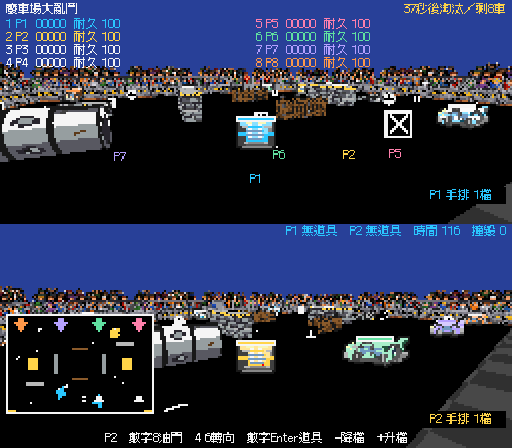 廢車場大亂鬥
37秒後淘汰／剩8車
1 P1 00000 耐久 100
5 P5 00000 耐久 100
2 P2 00000 耐久 100
6 P6 00000 耐久 100
3 P3 00000 耐久 100
7 P7 00000 耐久 100
4 P4 00000 耐久 100
8 P8 00000 耐久 100
P7
P6
P2
P5
P1
P1 手排 1檔
P1 無道具 P2 無道具 時間 116 撞毀 0
P2 手排 1檔
P2 數字8油門 4 6轉向 數字Enter道具 -降檔 +升檔